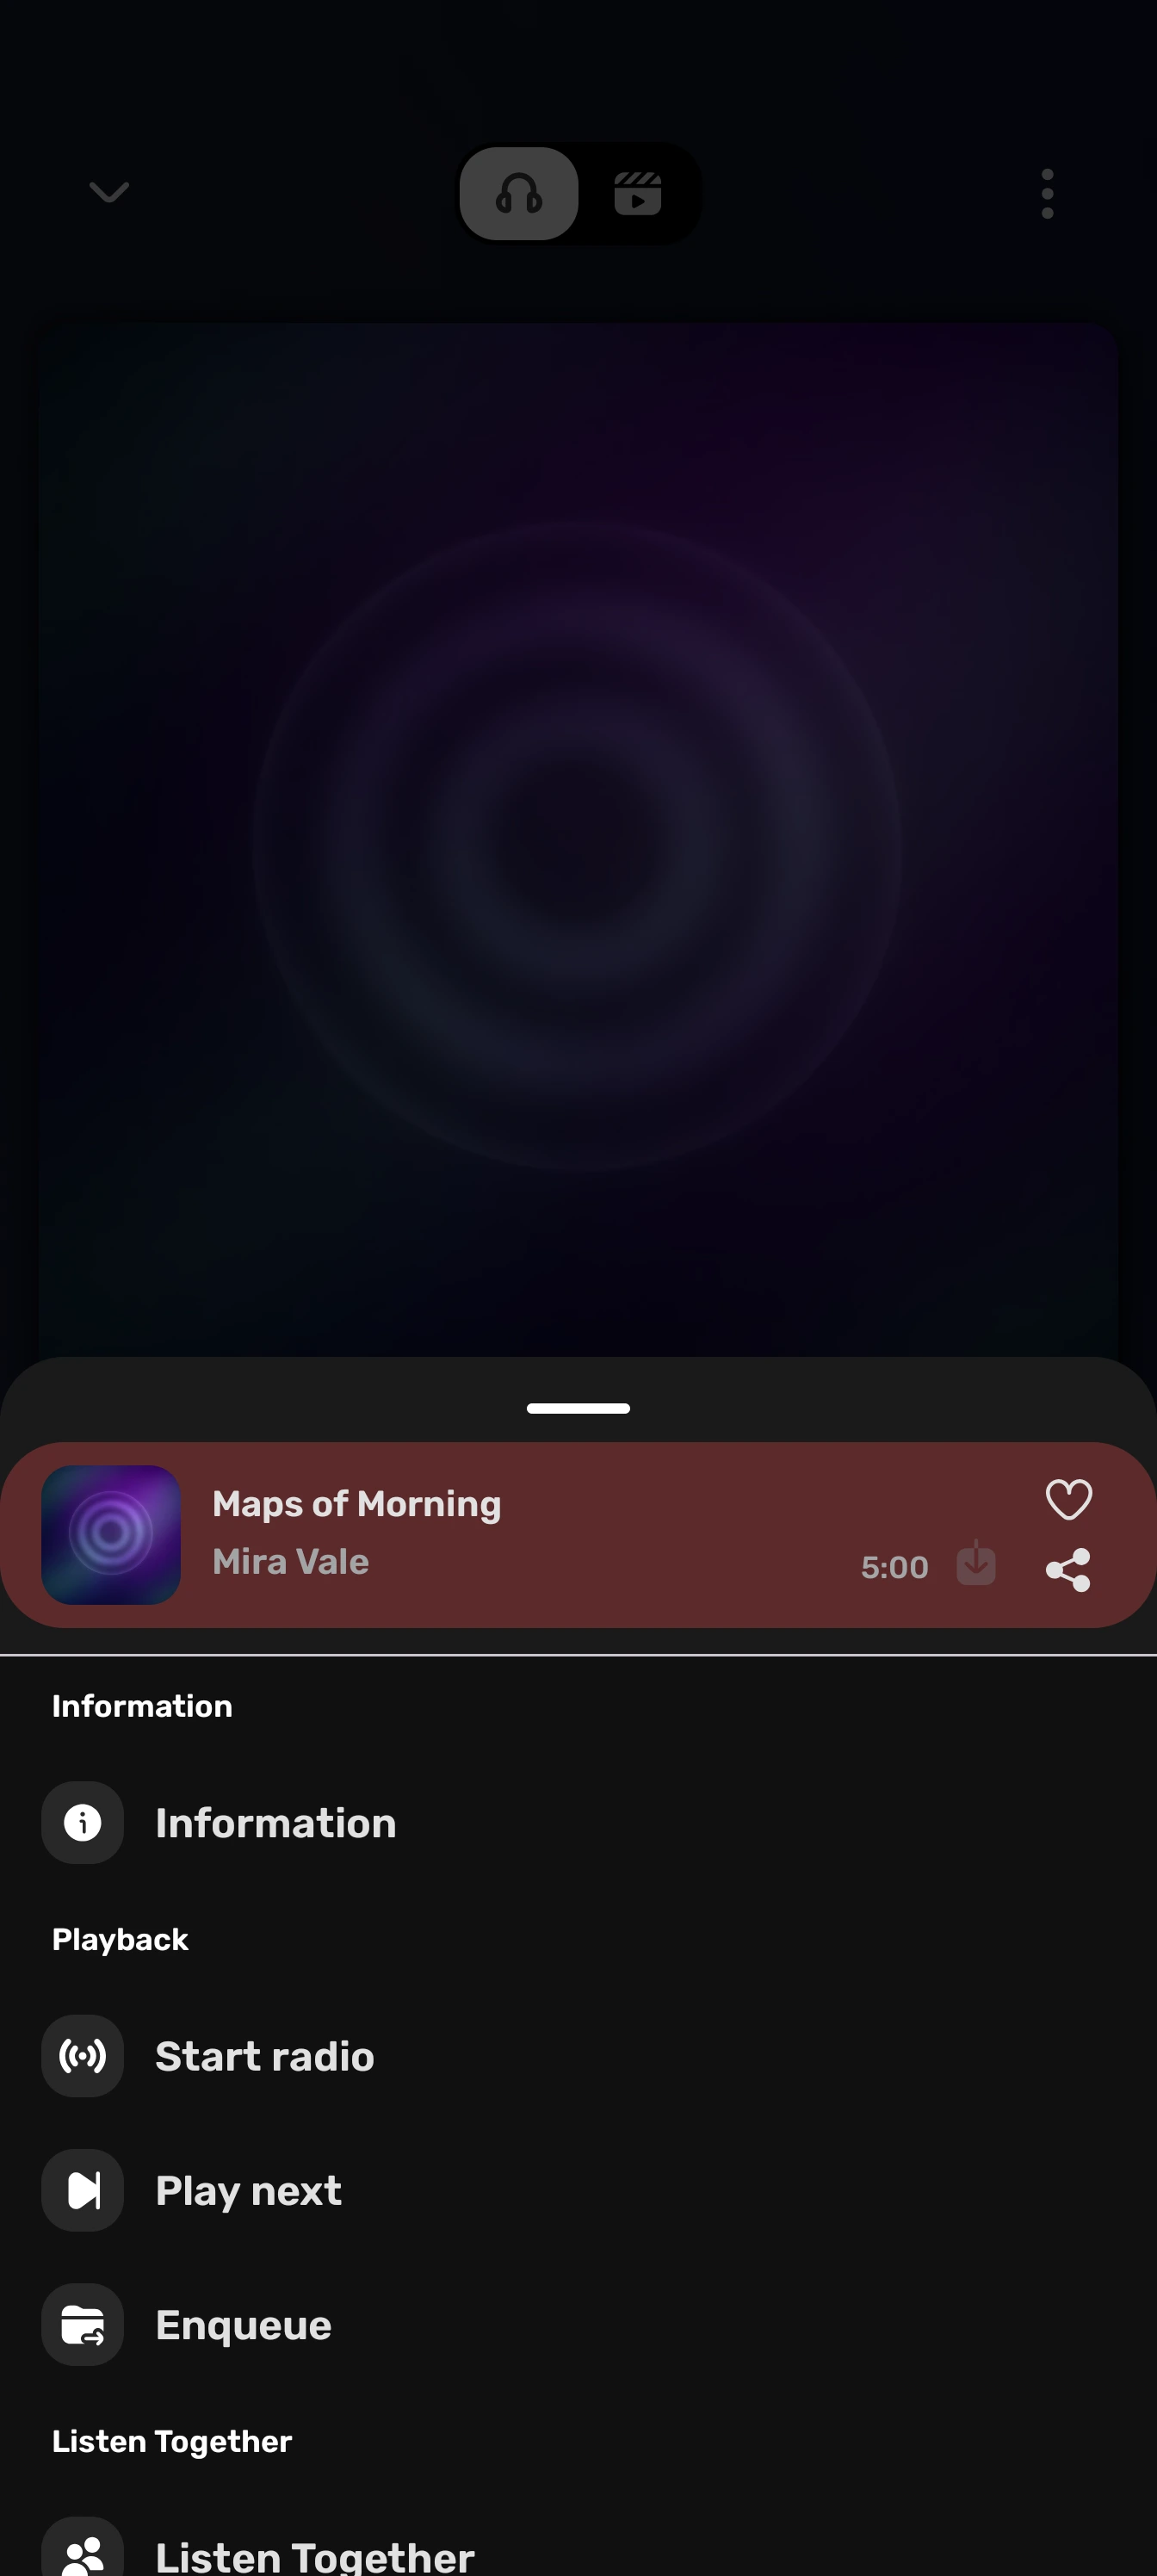 Maps of Morning
Mira Vale
5:00
Information
Information
Playback
Start radio
Play next
Enqueue
Listen Together
Listen Together